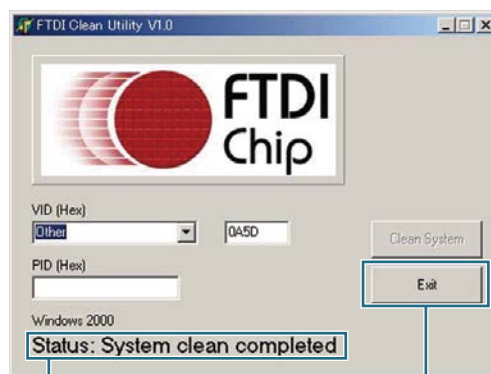 FTDI Clean Utility V1.0
FTDI
Chip
VID (Hex)
Other
0A5D
Clean System
PID (Hex)
Exit
Windows 2000
Status: System clean completed